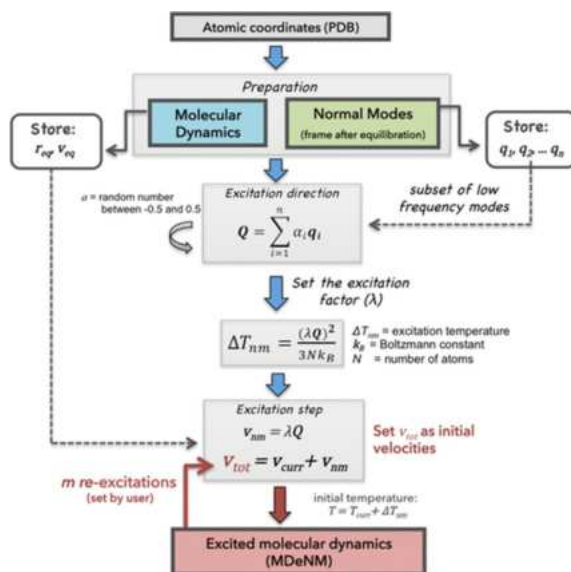 Atomic coordinates (PDB)
Preparation
Molecular
Dynamics
Normal Modes
(frame after equilibration)
Store:
r_eq, v_eq
Store:
q_1, q_2, ... q_n
α = random number
between -0.5 and 0.5
Excitation direction
Q = ∑_{i=1}^{n} α_i q_i
subset of low
frequency modes
Set the excitation
factor (λ)
ΔT_nm = (λQ)^2 / 3Nk_B
ΔT_nm = excitation temperature
k_B = Boltzmann constant
N = number of atoms
Excitation step
v_nm = λQ
v_tot = v_curr + v_nm
Set v_tot as initial
velocities
m re-excitations
(set by user)
initial temperature:
T = T_curr + ΔT_nm
Excited molecular dynamics
(MDeNM)